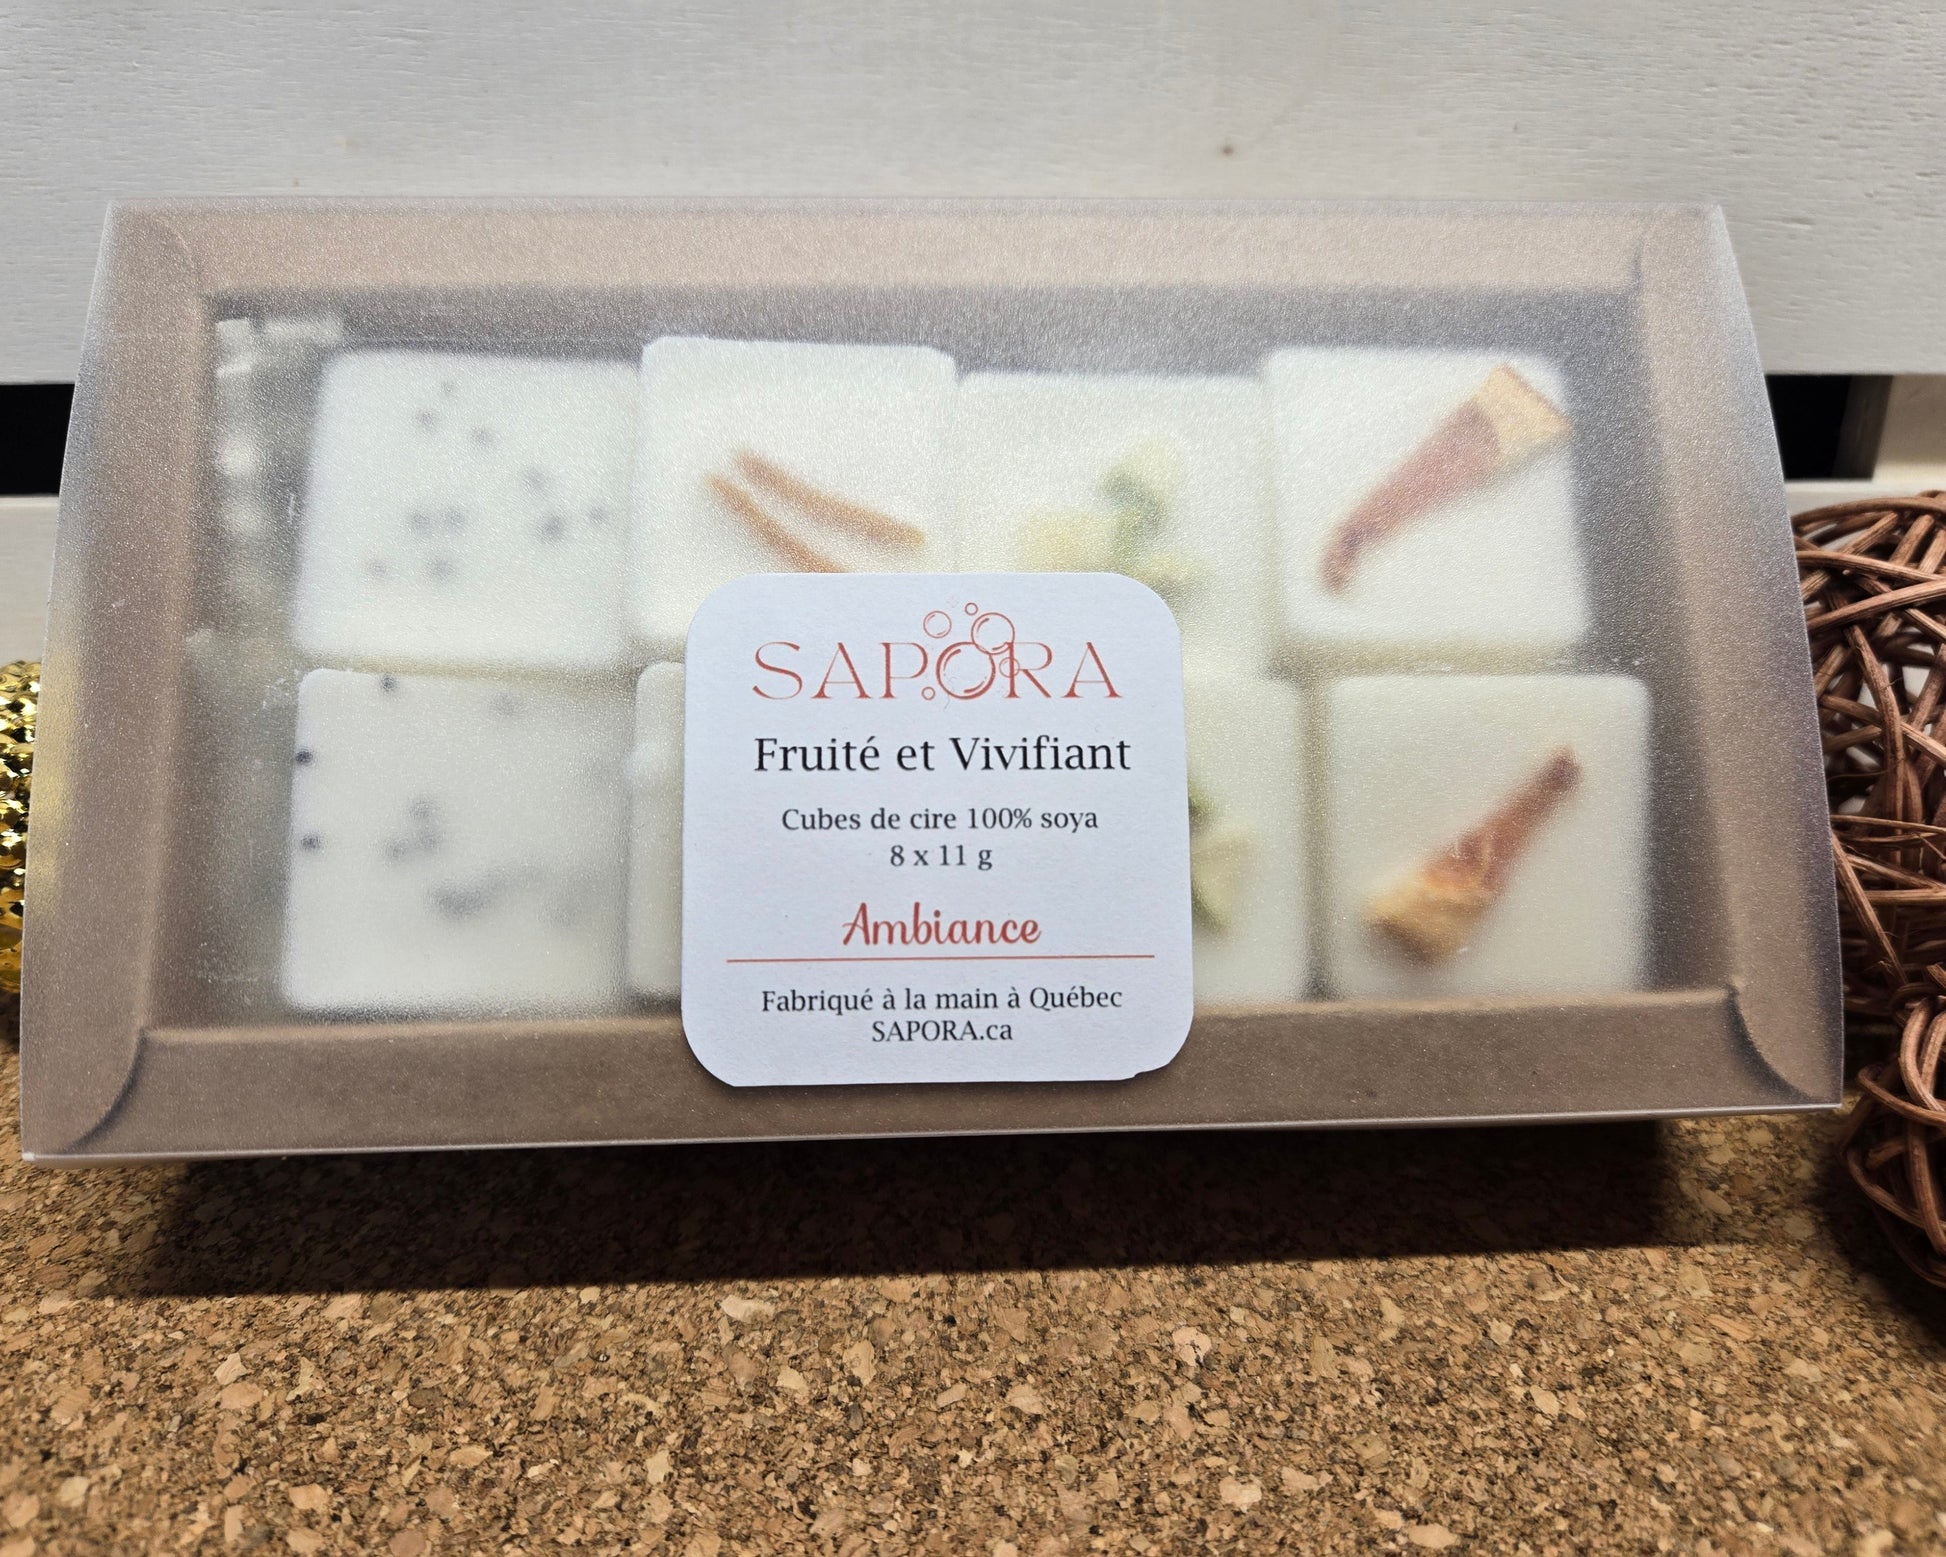 SAPORA
Fruité et Vivifiant
Cubes de cire 100% soya
8 x 11 g
Ambiance
Fabriqué à la main à Québec
SAPORA.ca